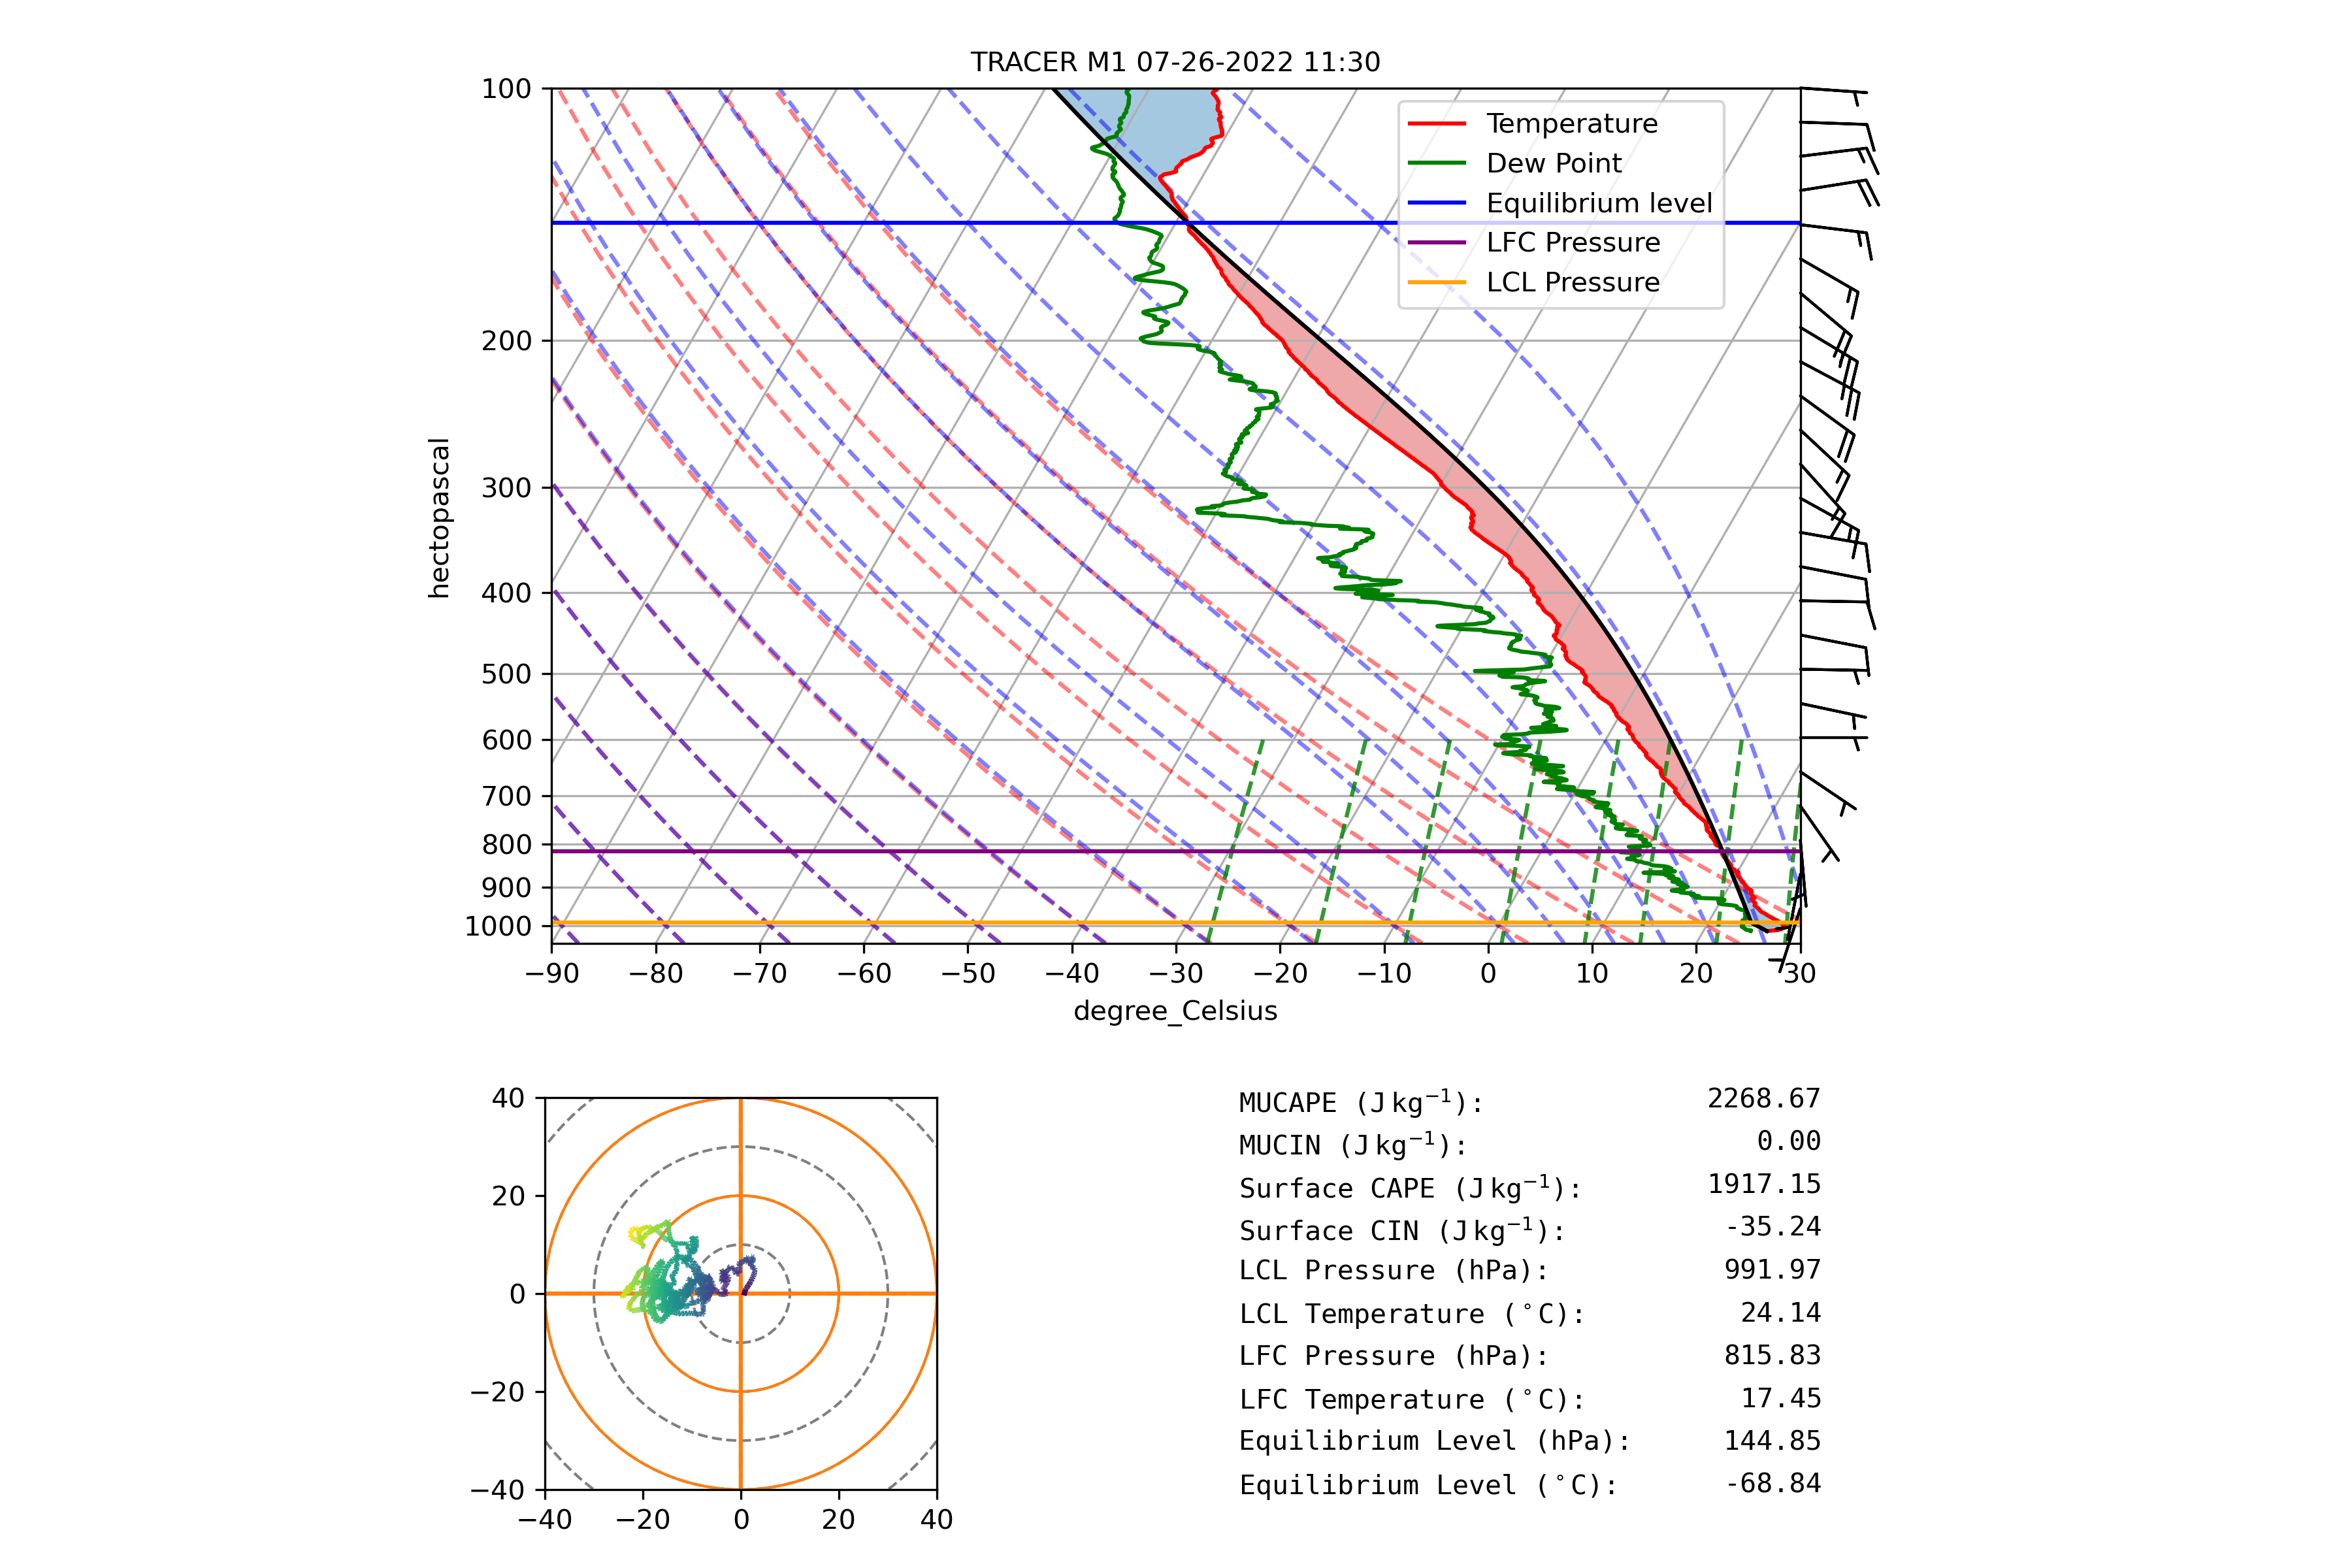 TRACER M1 07-26-2022 11:30
Temperature
Dew Point
Equilibrium level
LFC Pressure
LCL Pressure
100
200
300
400
500
600
700
800
900
1000
hectopascal
−90 −80 −70 −60 −50 −40 −30 −20 −10 0 10 20 30
degree_Celsius
40
20
0
−20
−40
−40 −20 0 20 40
MUCAPE (J kg⁻¹): 2268.67
MUCIN (J kg⁻¹): 0.00
Surface CAPE (J kg⁻¹): 1917.15
Surface CIN (J kg⁻¹): -35.24
LCL Pressure (hPa): 991.97
LCL Temperature (°C): 24.14
LFC Pressure (hPa): 815.83
LFC Temperature (°C): 17.45
Equilibrium Level (hPa): 144.85
Equilibrium Level (°C): -68.84